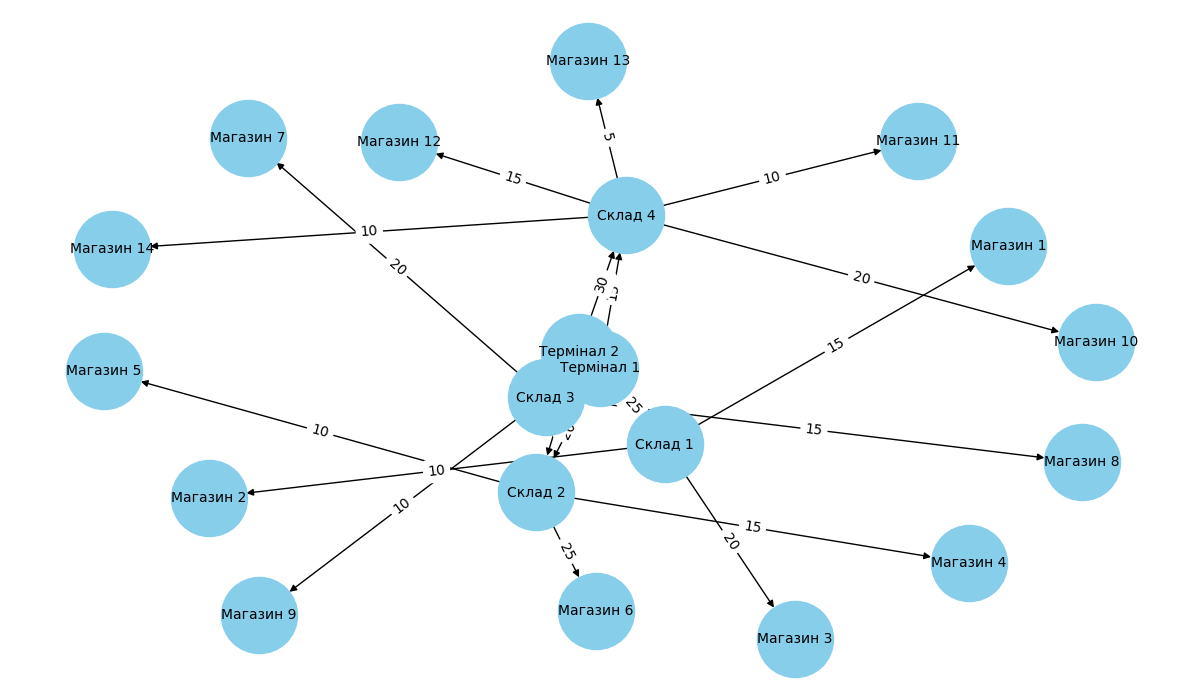 Магазин 13
Магазин 7
Магазин 12
Магазин 11
5
15
10
Склад 4
10
Магазин 14
Магазин 1
20
20
30
Магазин 10
15
Термінал 2
Термінал 1
Магазин 5
Склад 3
25
10
15
Склад 1
Магазин 8
10
Магазин 2
Склад 2
10
15
20
25
Магазин 4
Магазин 9
Магазин 6
Магазин 3